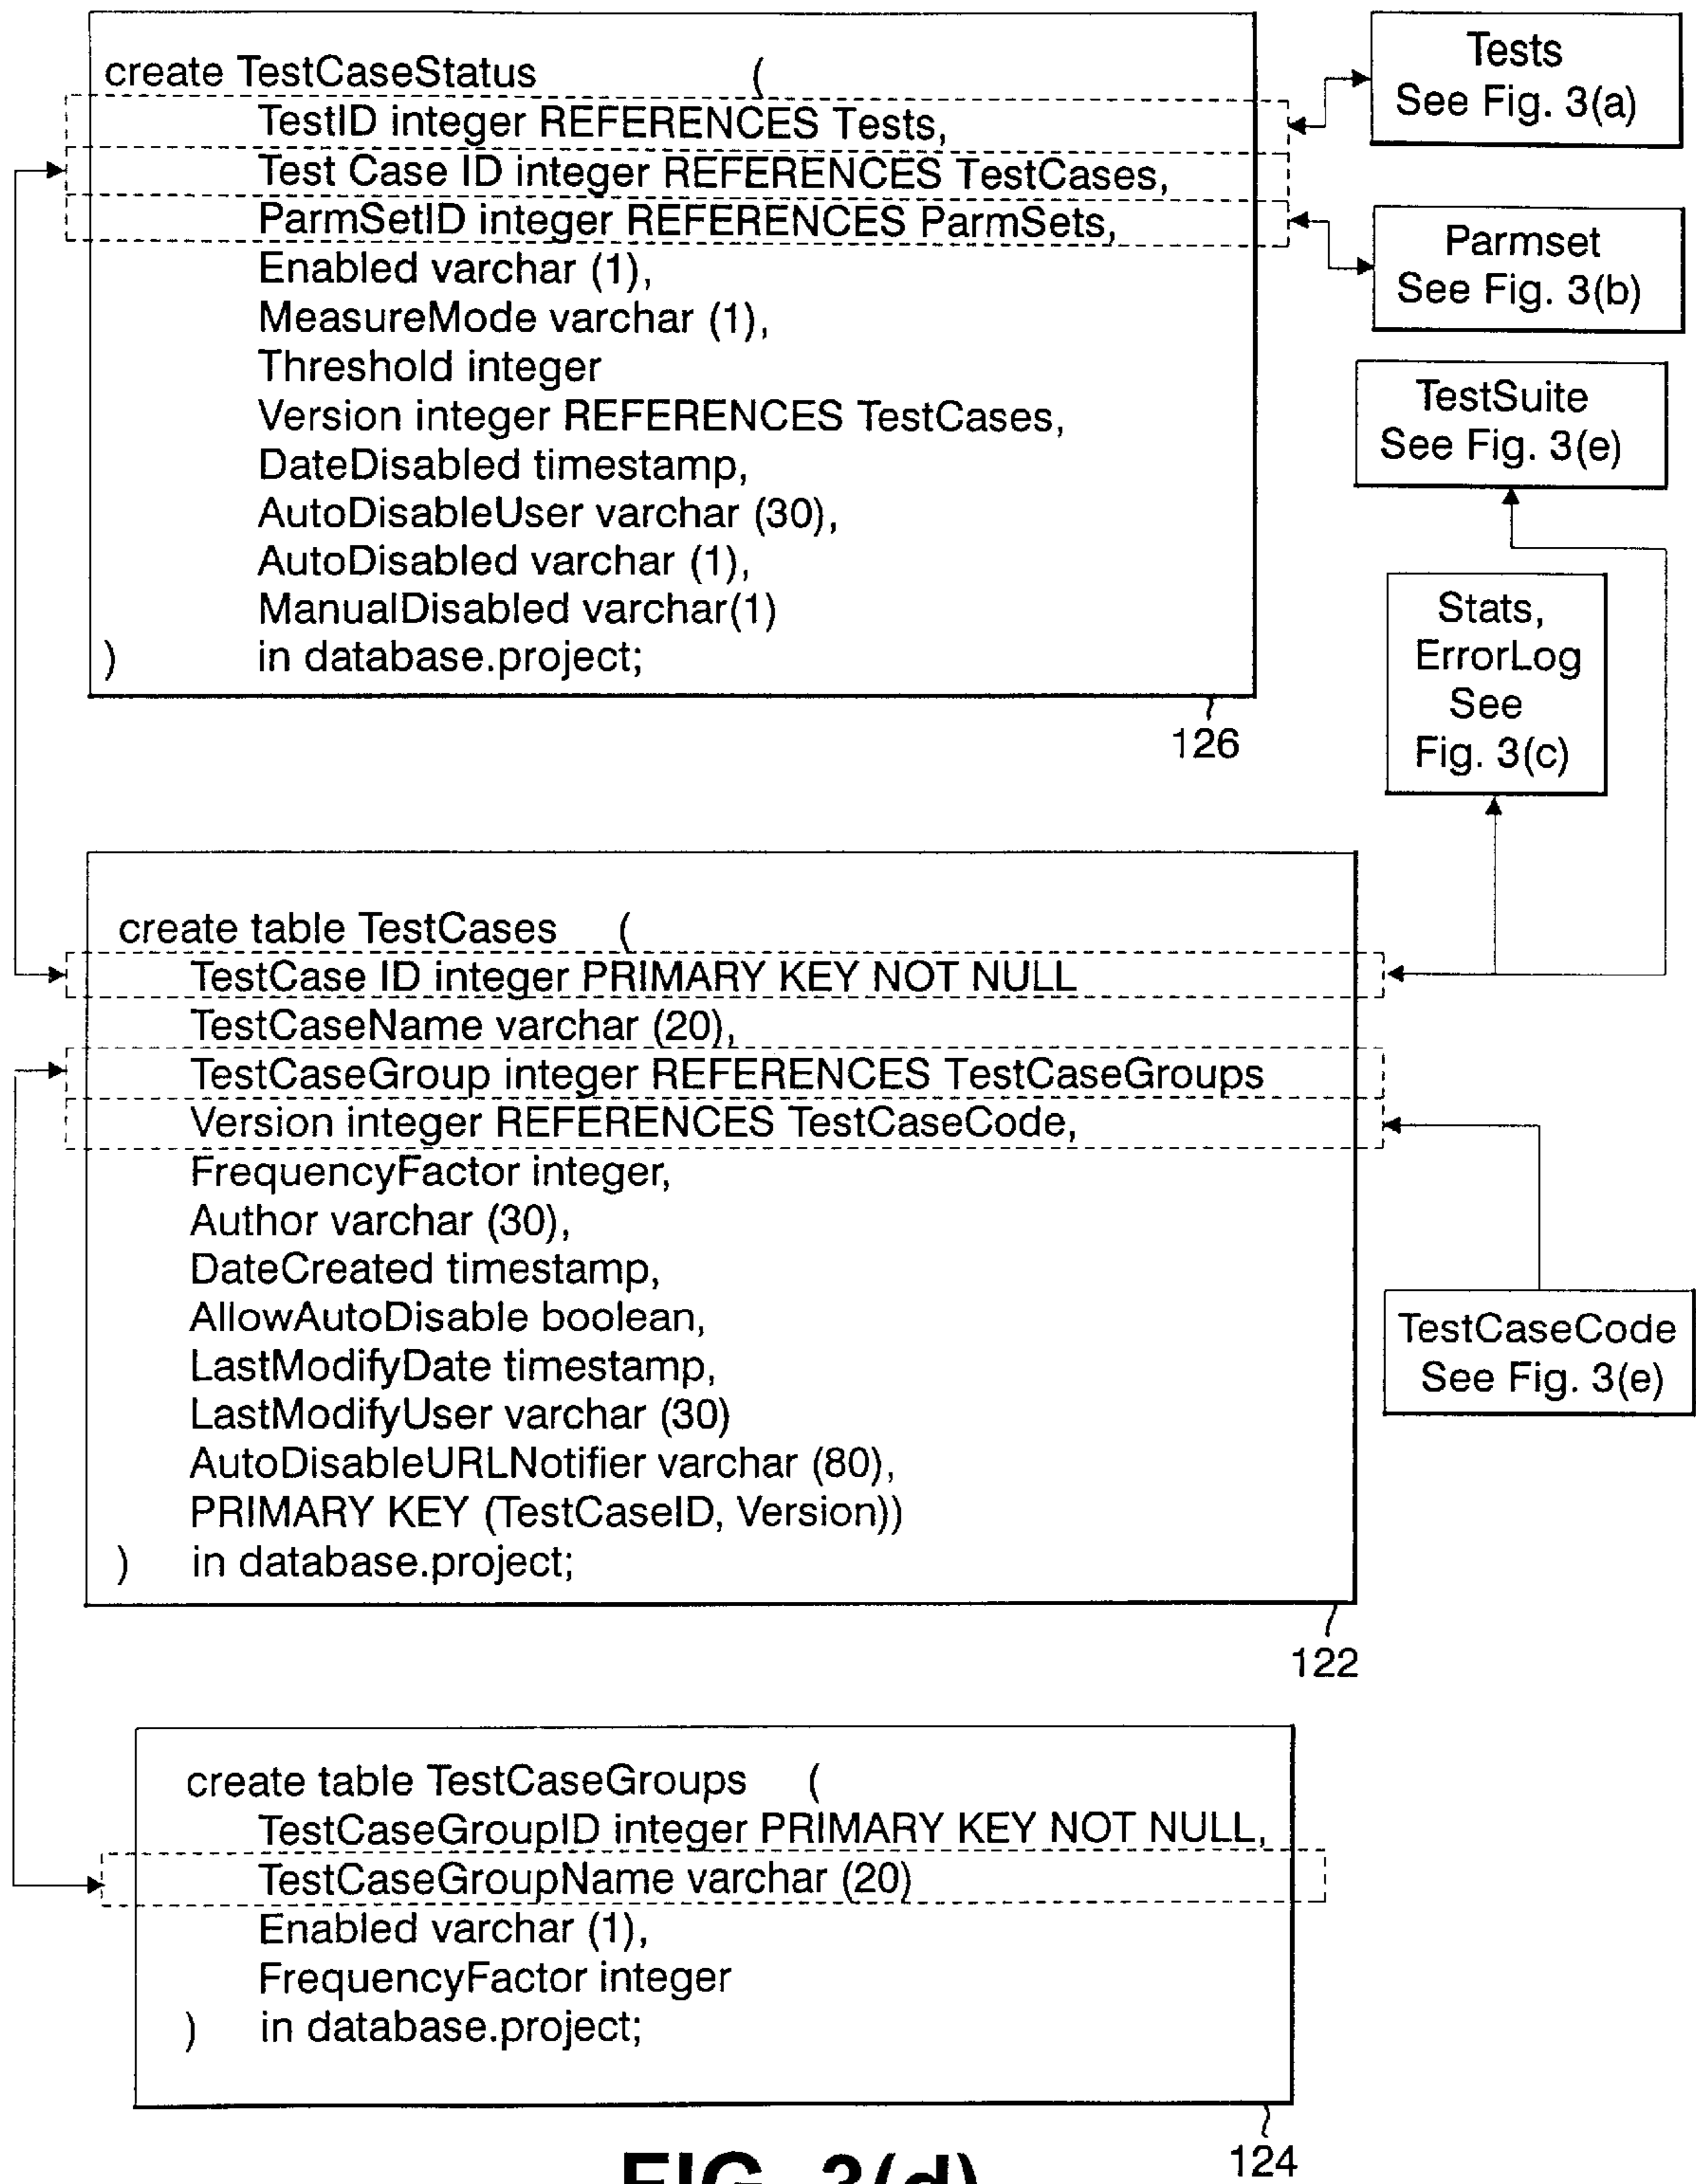 create TestCaseStatus (
TestID integer REFERENCES Tests,
Test Case ID integer REFERENCES TestCases,
ParmSetID integer REFERENCES ParmSets,
Enabled varchar (1),
MeasureMode varchar (1),
Threshold integer
Version integer REFERENCES TestCases,
DateDisabled timestamp,
AutoDisableUser varchar (30),
AutoDisabled varchar (1),
ManualDisabled varchar(1)
) in database.project;
126
Tests
See Fig. 3(a)
Parmset
See Fig. 3(b)
TestSuite
See Fig. 3(e)
Stats,
ErrorLog
See
Fig. 3(c)
create table TestCases (
TestCase ID integer PRIMARY KEY NOT NULL
TestCaseName varchar (20),
TestCaseGroup integer REFERENCES TestCaseGroups
Version integer REFERENCES TestCaseCode,
FrequencyFactor integer,
Author varchar (30),
DateCreated timestamp,
AllowAutoDisable boolean,
LastModifyDate timestamp,
LastModifyUser varchar (30)
AutoDisableURLNotifier varchar (80),
PRIMARY KEY (TestCaseID, Version))
) in database.project;
122
TestCaseCode
See Fig. 3(e)
create table TestCaseGroups (
TestCaseGroupID integer PRIMARY KEY NOT NULL,
TestCaseGroupName varchar (20)
Enabled varchar (1),
FrequencyFactor integer
) in database.project;
124
FIG. 3(d)